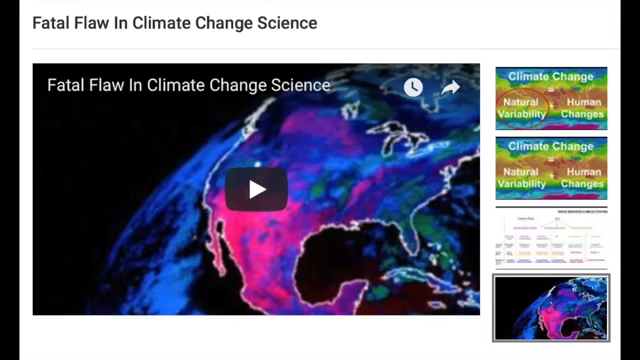 Fatal Flaw In Climate Change Science
Fatal Flaw In Climate Change Science
Climate Change
=
Natural + Human
Variability Changes
Climate Change
=
Natural + Human
Variability Changes